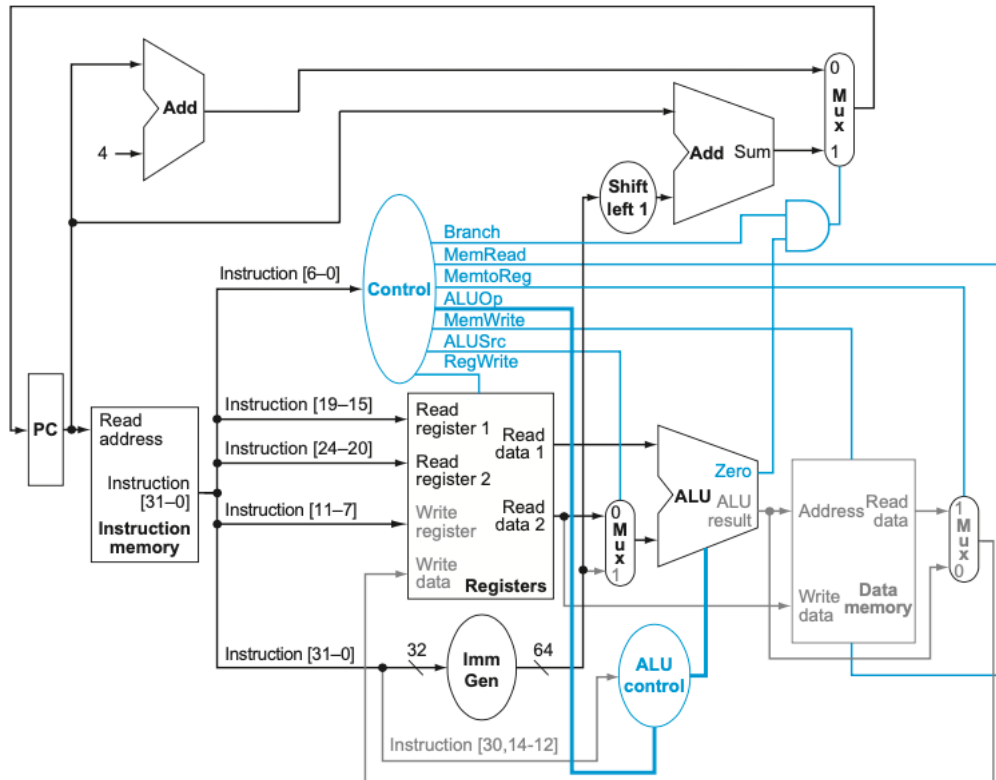 Add
4
Add Sum
Shift
left 1
0
Mux
1
Branch
MemRead
MemtoReg
ALUOp
MemWrite
ALUSrc
RegWrite
Control
Instruction [6–0]
Instruction [19–15]
Instruction [24–20]
Instruction [11–7]
Instruction [31–0]
PC
Read
address
Instruction
[31–0]
Instruction
memory
Read
register 1
Read
register 2
Write
register
Write
data
Read
data 1
Read
data 2
Registers
0
Mux
1
ALU
Zero
ALU
result
Address
Read
data
Write
data
Data
memory
1
Mux
0
32
Imm
Gen
64
ALU
control
Instruction [30,14-12]